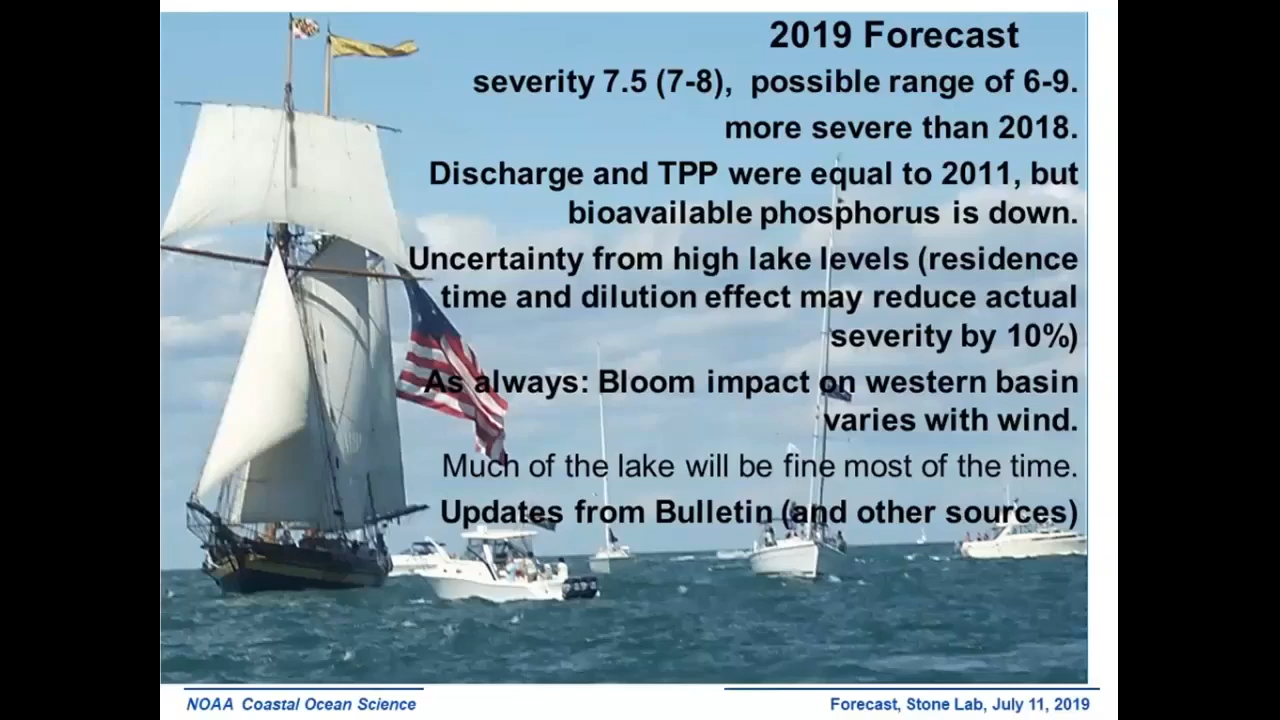 2019 Forecast
severity 7.5 (7-8), possible range of 6-9.
more severe than 2018.
Discharge and TPP were equal to 2011, but
bioavailable phosphorus is down.
Uncertainty from high lake levels (residence
time and dilution effect may reduce actual
severity by 10%)
As always: Bloom impact on western basin
varies with wind.
Much of the lake will be fine most of the time.
Updates from Bulletin (and other sources)
NOAA Coastal Ocean Science
Forecast, Stone Lab, July 11, 2019